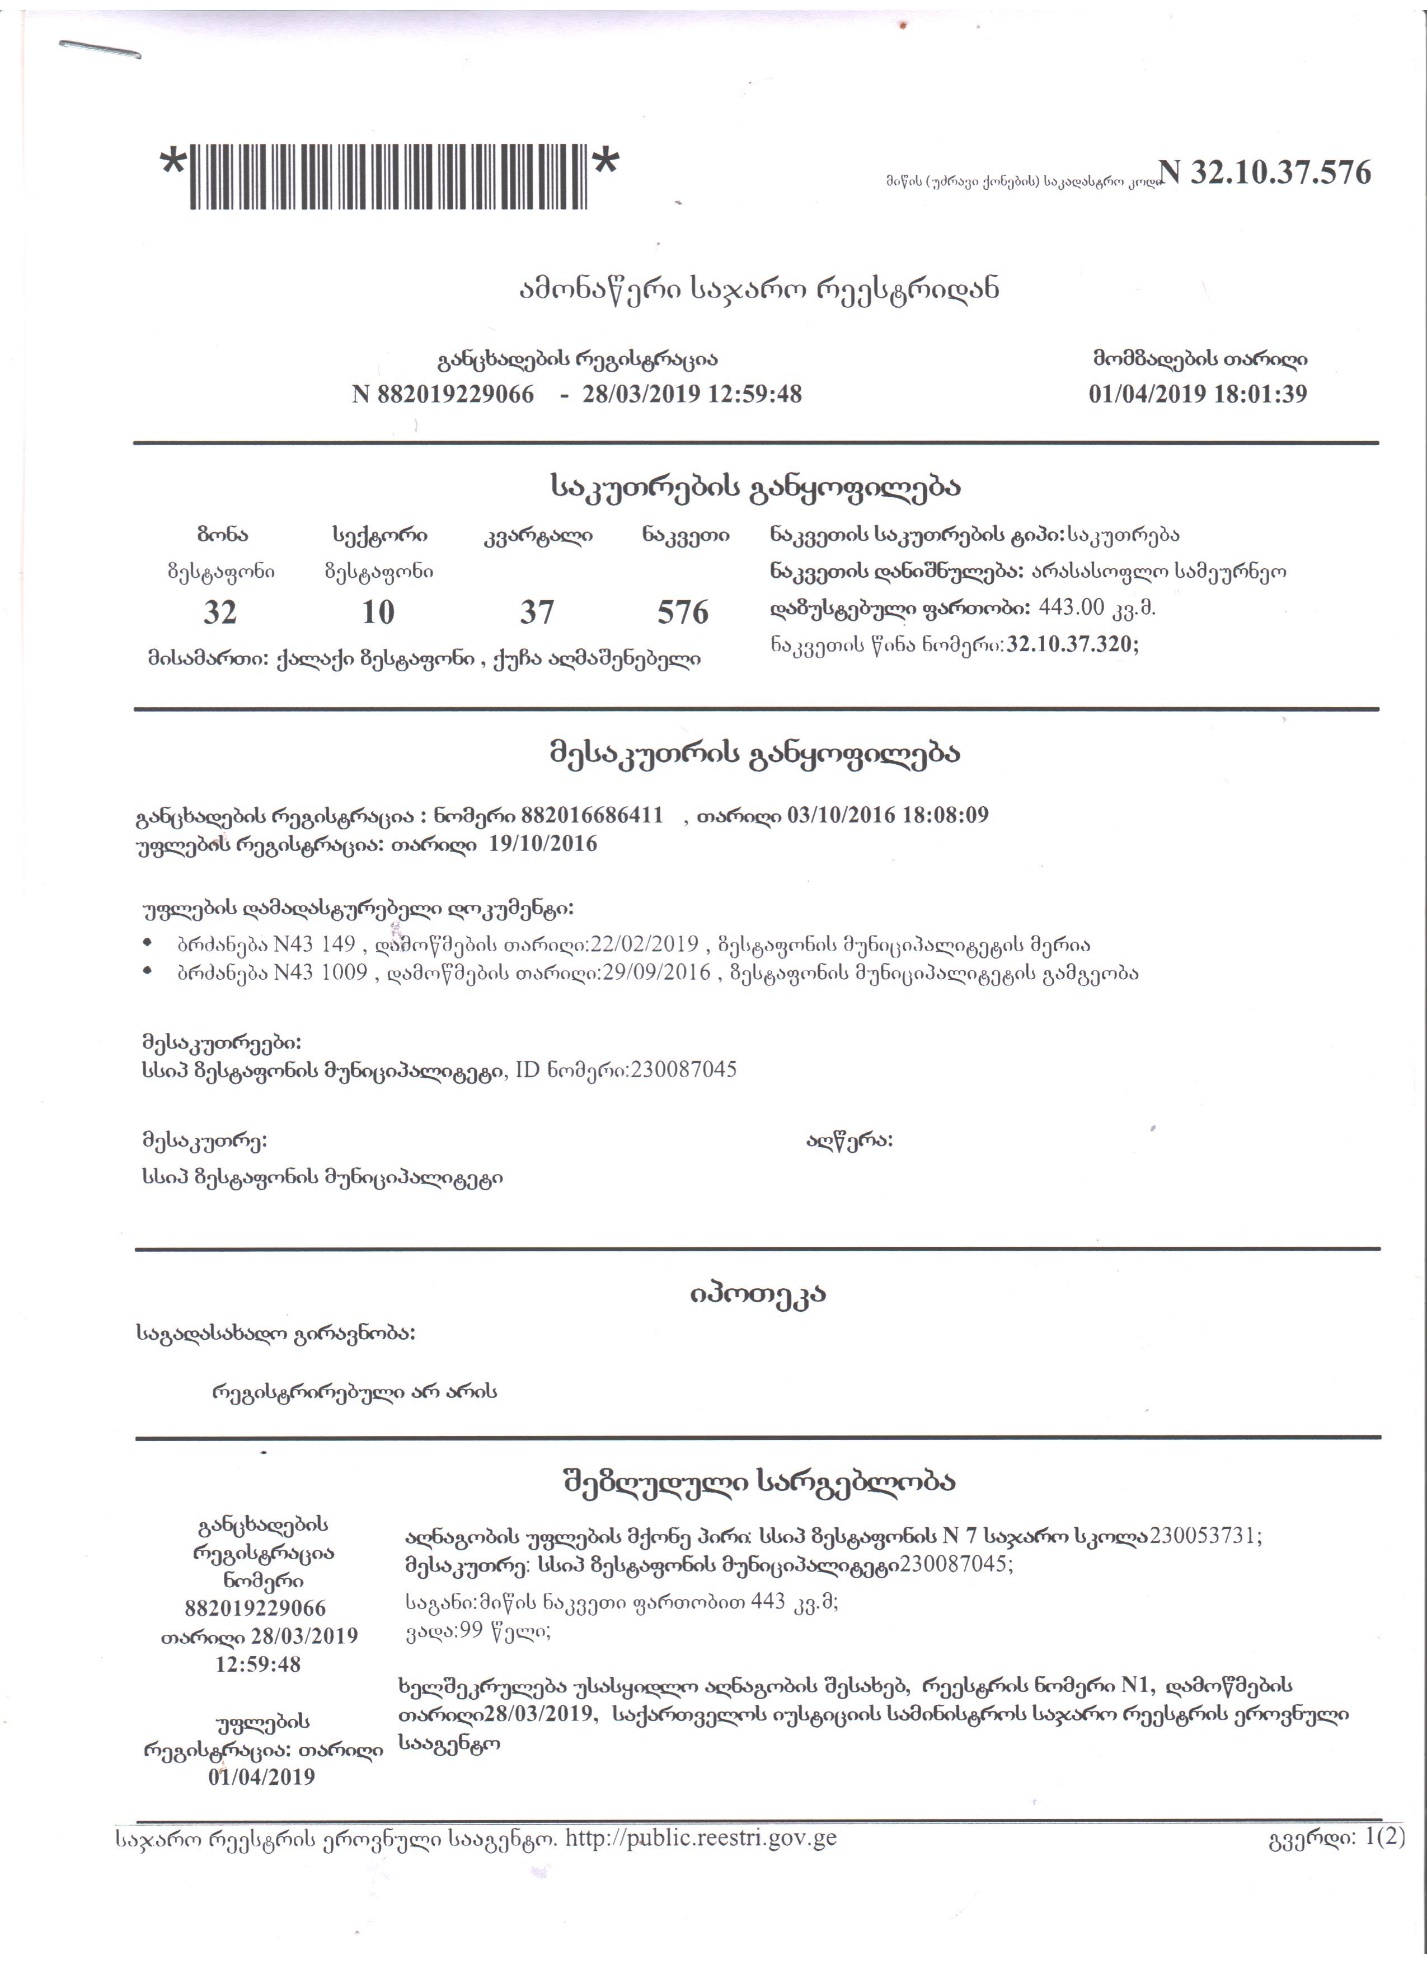 მიწის (უძრავი ქონების) საკადასტრო კოდი N 32.10.37.576
ამონაწერი საჯარო რეესტრიდან
განცხადების რეგისტრაცია
N 882019229066 - 28/03/2019 12:59:48
მომზადების თარიღი
01/04/2019 18:01:39
საკუთრების განყოფილება
ზონა სექტორი კვარტალი ნაკვეთი
ზესტაფონი ზესტაფონი
32 10 37 576
მისამართი: ქალაქი ზესტაფონი , ქუჩა აღმაშენებელი
ნაკვეთის საკუთრების ტიპი:საკუთრება
ნაკვეთის დანიშნულება: არასასოფლო სამეურნეო
დაზუსტებული ფართობი: 443.00 კვ.მ.
ნაკვეთის წინა ნომერი:32.10.37.320;
მესაკუთრის განყოფილება
განცხადების რეგისტრაცია : ნომერი 882016686411 , თარიღი 03/10/2016 18:08:09
უფლების რეგისტრაცია: თარიღი 19/10/2016
უფლების დამადასტურებელი დოკუმენტი:
• ბრძანება N43 149 , დამოწმების თარიღი:22/02/2019 , ზესტაფონის მუნიციპალიტეტის მერია
• ბრძანება N43 1009 , დამოწმების თარიღი:29/09/2016 , ზესტაფონის მუნიციპალიტეტის გამგეობა
მესაკუთრეები:
სსიპ ზესტაფონის მუნიციპალიტეტი, ID ნომერი:230087045
მესაკუთრე: აღწერა:
სსიპ ზესტაფონის მუნიციპალიტეტი
იპოთეკა
საგადასახადო გირავნობა:
რეგისტრირებული არ არის
შეზღუდული სარგებლობა
განცხადების
რეგისტრაცია
ნომერი
882019229066
თარიღი 28/03/2019
12:59:48
უფლების
რეგისტრაცია: თარიღი
01/04/2019
აღნაგობის უფლების მქონე პირი: სსიპ ზესტაფონის N 7 საჯარო სკოლა230053731;
მესაკუთრე: სსიპ ზესტაფონის მუნიციპალიტეტი230087045;
საგანი:მიწის ნაკვეთი ფართობით 443 კვ.მ;
ვადა:99 წელი;
ხელშეკრულება უსასყიდლო აღნაგობის შესახებ, რეესტრის ნომერი N1, დამოწმების
თარიღი28/03/2019, საქართველოს იუსტიციის სამინისტროს საჯარო რეესტრის ეროვნული
სააგენტო
საჯარო რეესტრის ეროვნული სააგენტო. http://public.reestri.gov.ge გვერდი: 1(2)